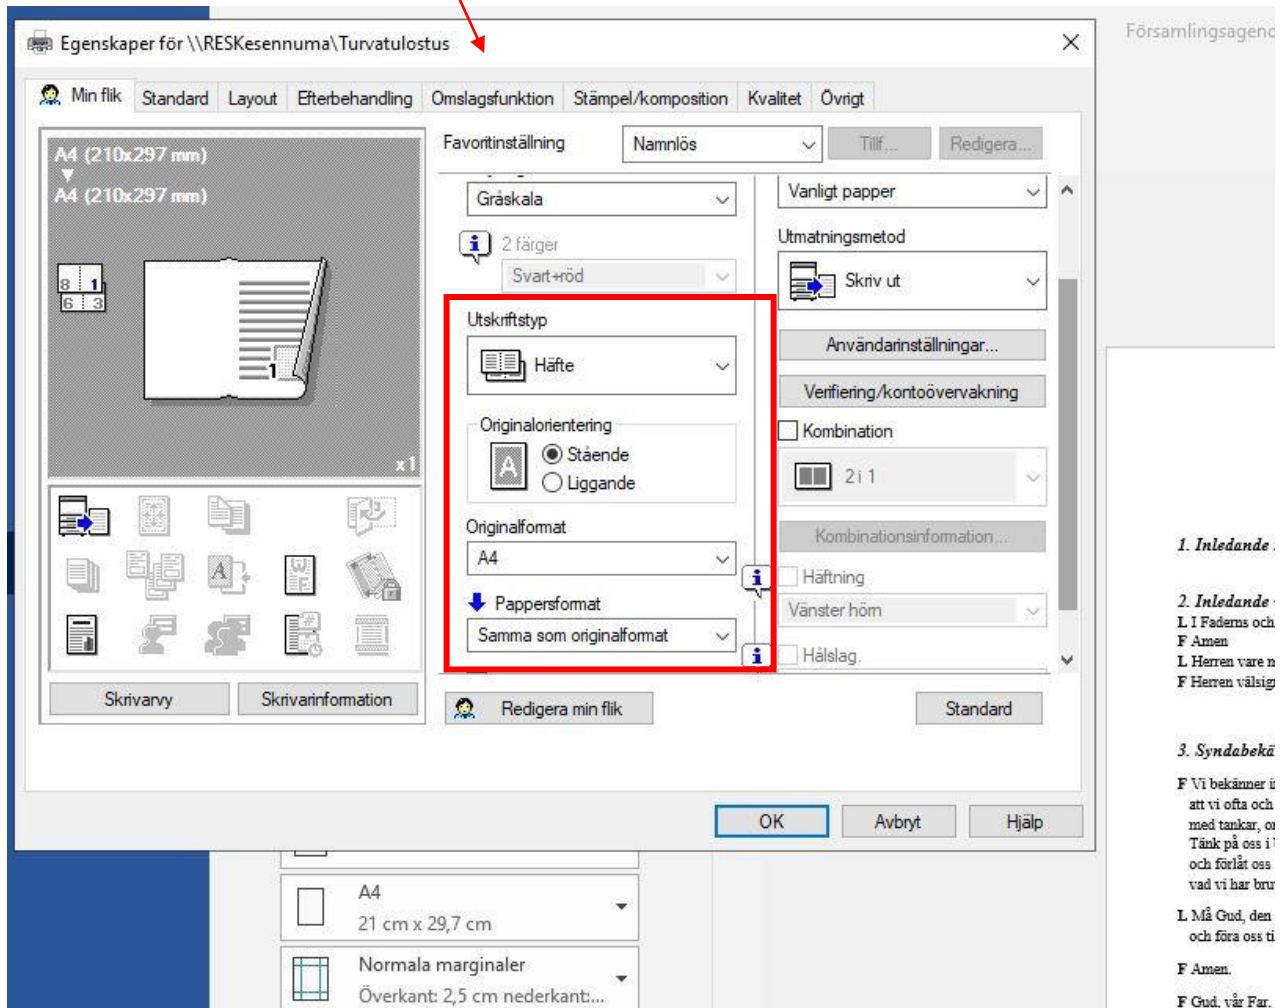 Församlingsagend
Egenskaper för \\RESKesennuma\Turvatulostus
Min flik Standard Layout Efterbehandling Omslagsfunktion Stämpel/komposition Kvalitet Övrigt
A4 (210x297 mm)
A4 (210x297 mm)
8 1
6 3
1
x1
Skrivarvy Skrivarinformation
Favoritinställning Namnlös Tillf... Redigera...
Gråskala
2 färger
Svart+röd
Utskriftstyp
Häfte
Originalorientering
A
Stående
Liggande
Originalformat
A4
Pappersformat
Samma som originalformat
Vanligt papper
Utmatningsmetod
Skriv ut
Användarinställningar...
Verifiering/kontoövervakning
Kombination
2 i 1
Kombinationsinformation...
Häftning
Vänster hörn
Hålslag.
Redigera min flik Standard
OK Avbryt Hjälp
A4
21 cm x 29,7 cm
Normala marginaler
Överkant: 2,5 cm nederkant:...
1. Inledande
2. Inledande
L I Faderns och
F Amen
L Herren vare
F Herren välsig
3. Syndabekä
F Vi bekänner
att vi ofta och
med tankar,
Tänk på oss i
och förlåt oss
vad vi har
L Må Gud, den
och föra oss
F Amen.
F Gud, vår Far.